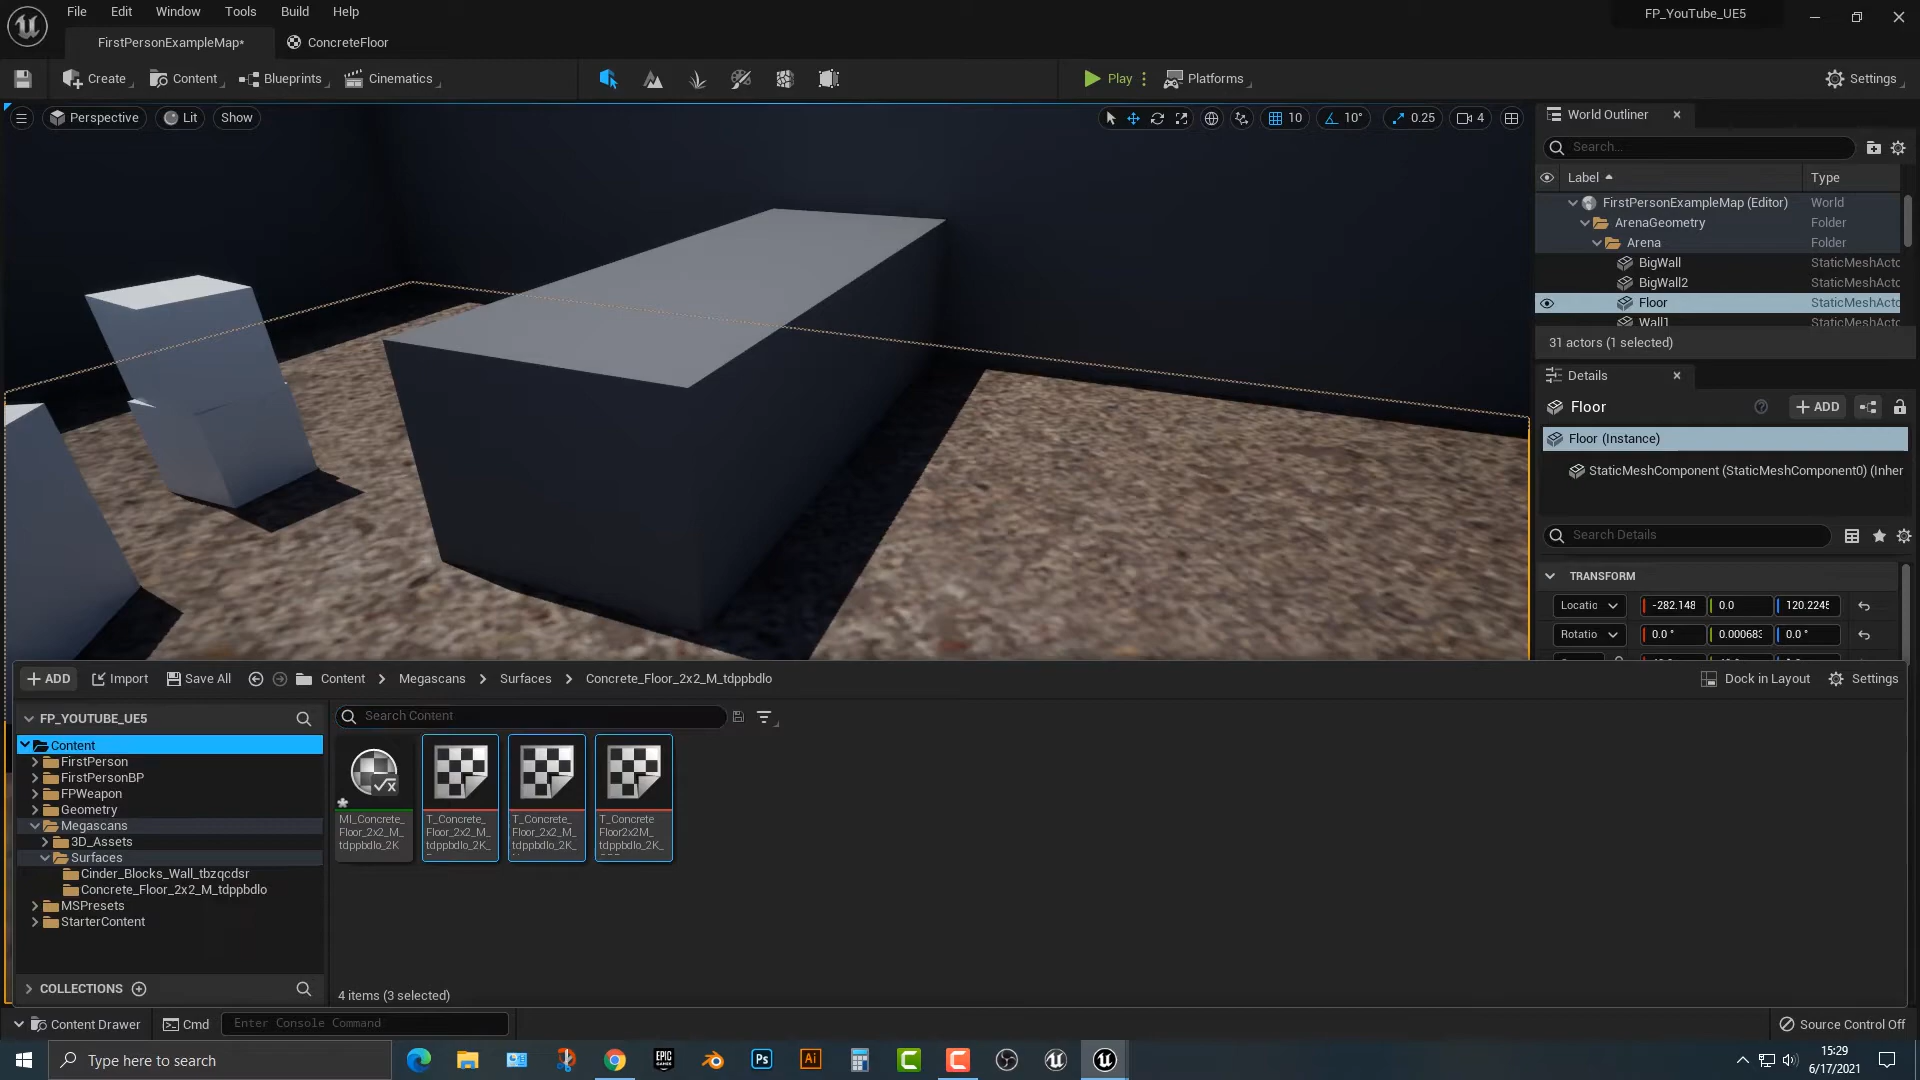 File Edit Window Tools Build Help
FP_YouTube_UE5
FirstPersonExampleMap*
ConcreteFloor
Create
Content
Blueprints
Cinematics
Play
Platforms
Settings
Perspective
Lit
Show
10
10°
0.25
4
World Outliner
Search...
Label
Type
FirstPersonExampleMap (Editor) World
ArenaGeometry Folder
Arena Folder
BigWall StaticMeshActo
BigWall2 StaticMeshActo
Floor StaticMeshActo
Wall1 StaticMeshActo
31 actors (1 selected)
Details
Floor
ADD
Floor (Instance)
StaticMeshComponent (StaticMeshComponent0) (Inher
Search Details
TRANSFORM
Locatio -282.148 0.0
Rotatio 0.0 ° 0.0 °
ADD
Import
Save All
Content
Megascans
Surfaces
Concrete_Floor_2x2_M_tdppbdlo
Dock in Layout
Settings
FP_YOUTUBE_UE5
Search Content
Content
FirstPerson
FirstPersonBP
FPWeapon
Geometry
Megascans
3D_Assets
Surfaces
Cinder_Blocks_Wall_tbzqcdsr
Concrete_Floor_2x2_M_tdppbdlo
MSPresets
StarterContent
MI_Concrete_
Floor_2x2_M_
tdppbdlo_2K
T_Concrete_
Floor_2x2_M_
tdppbdlo_2K_
T_Concrete_
Floor_2x2_M_
tdppbdlo_2K_
T_Concrete
Floor2x2M_
tdppbdlo_2K_
COLLECTIONS
4 items (3 selected)
Content Drawer
Cmd
Enter Console Command
Source Control Off
Type here to search
EPIC
GAMES
Ps
Ai
15:29
6/17/2021